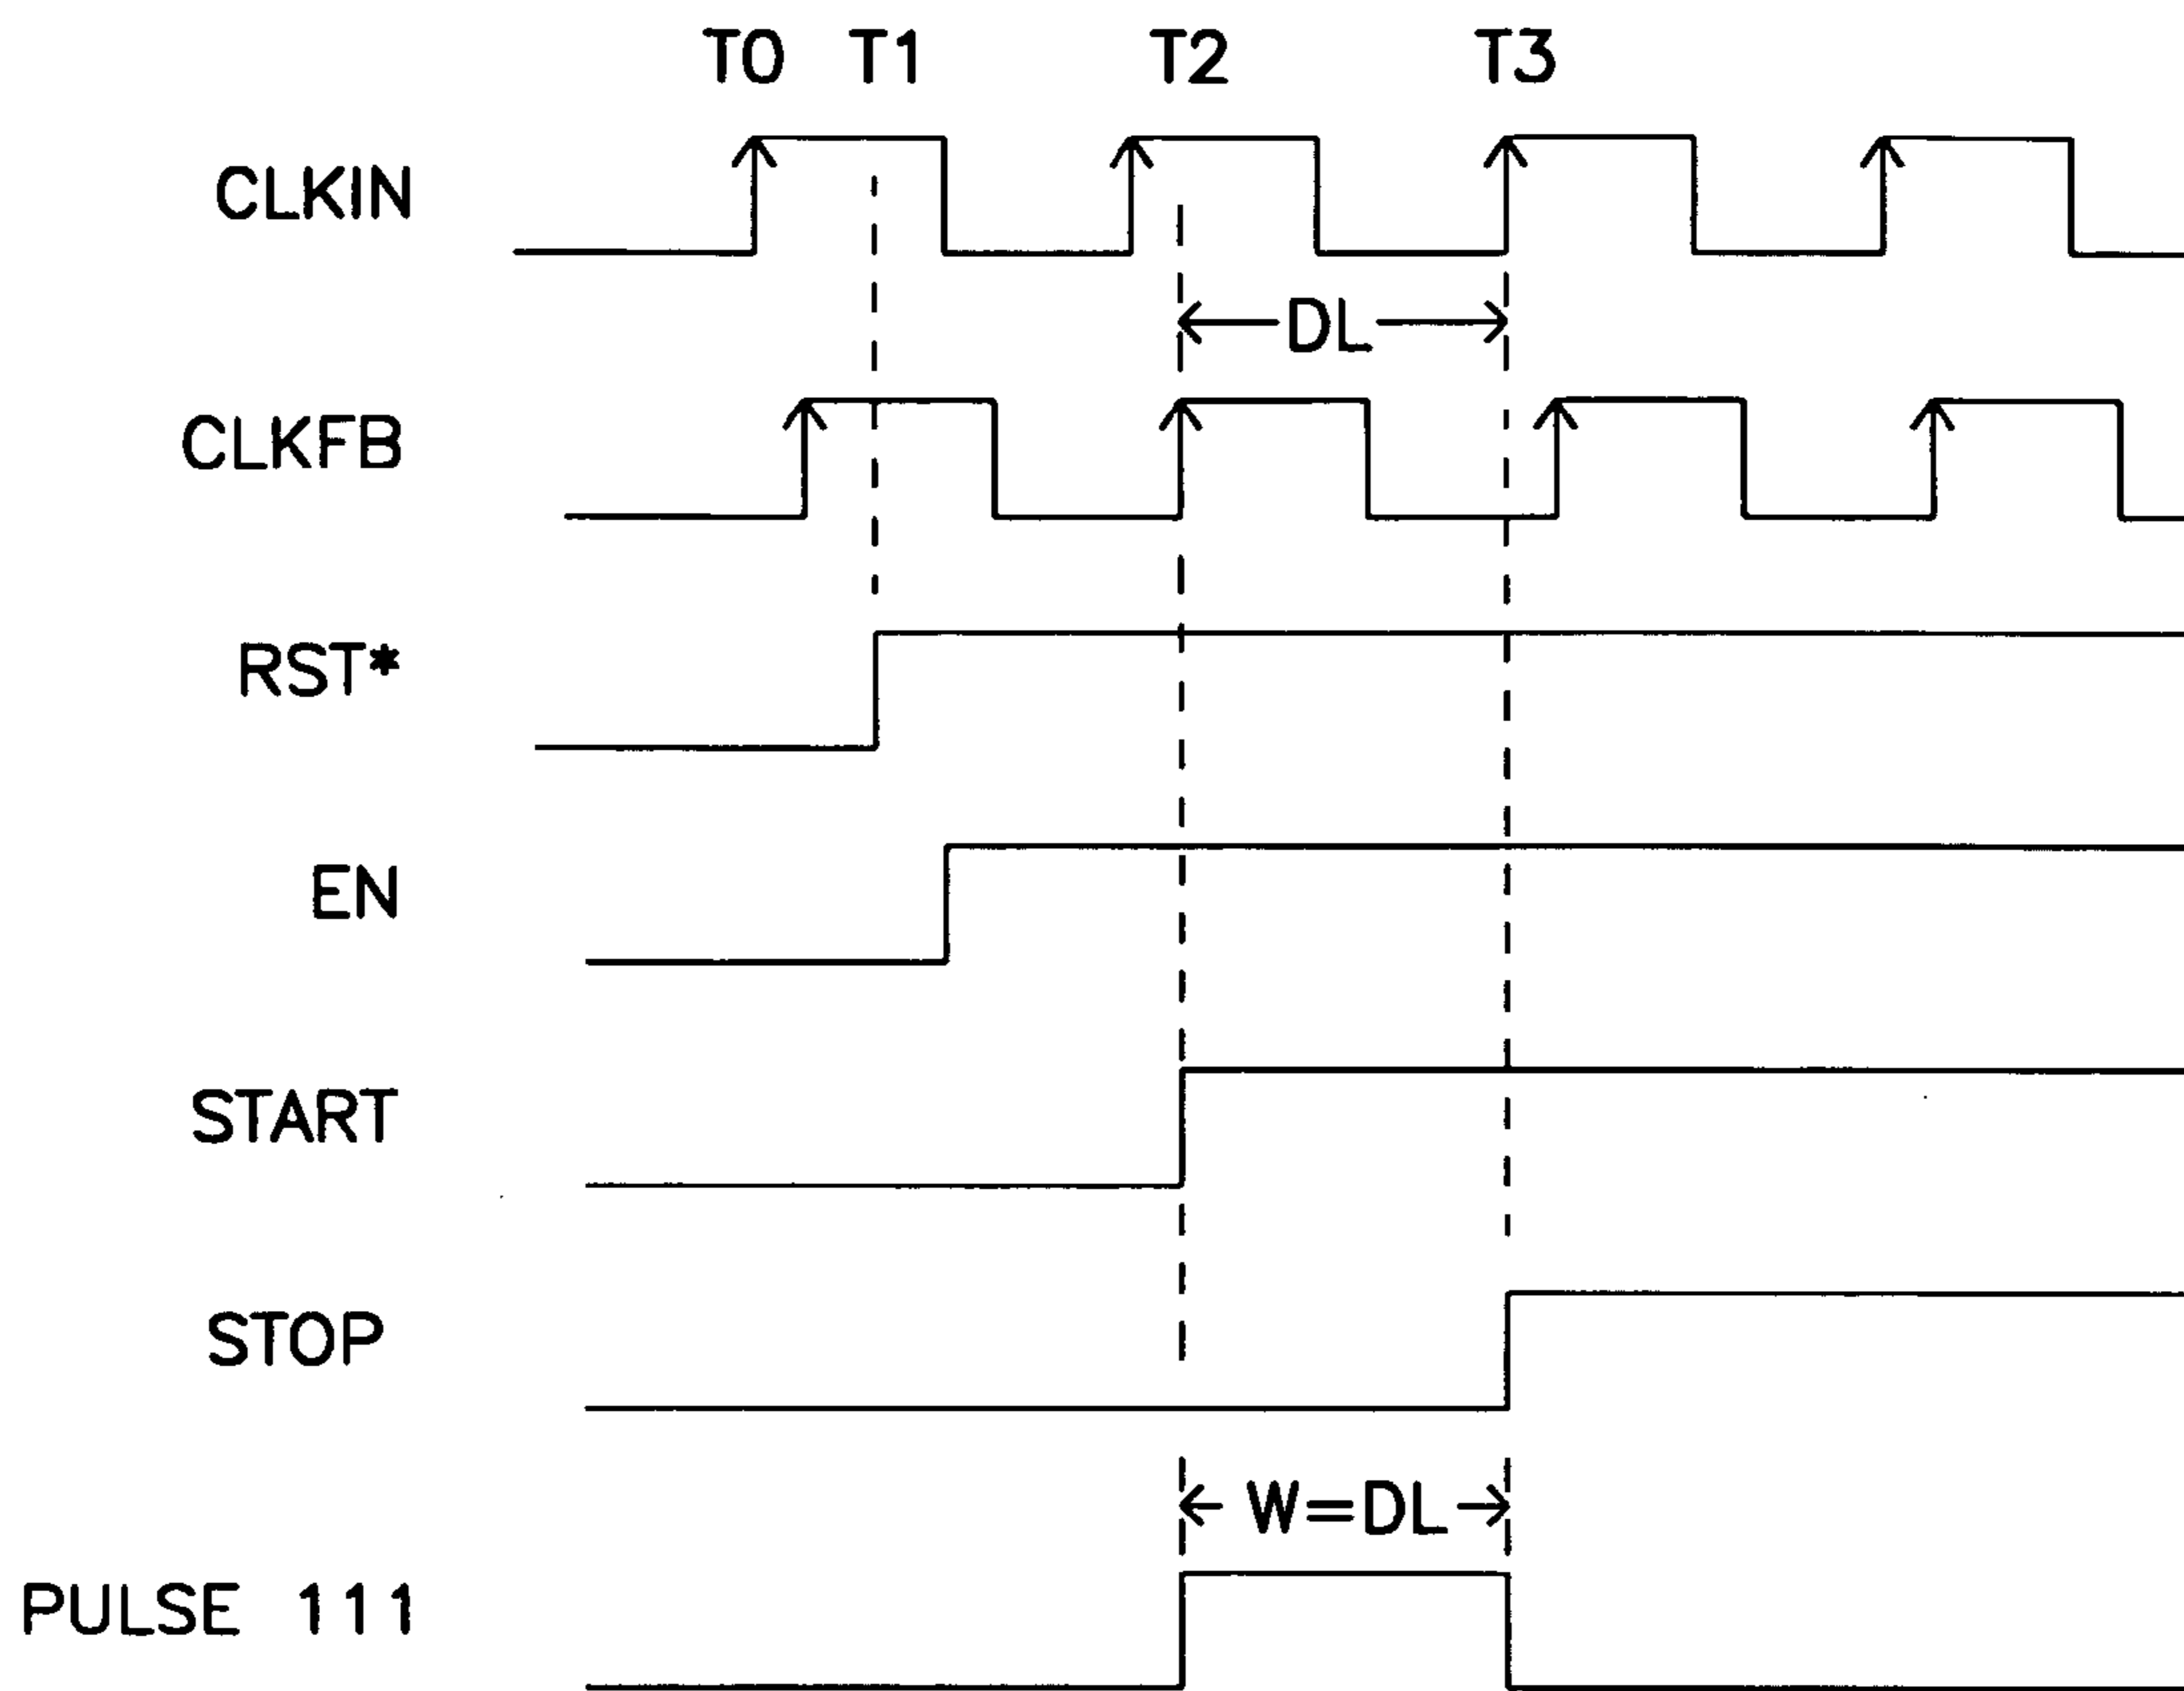 T0 T1 T2 T3
CLKIN
DL
CLKFB
RST*
EN
START
STOP
W=DL
PULSE 111